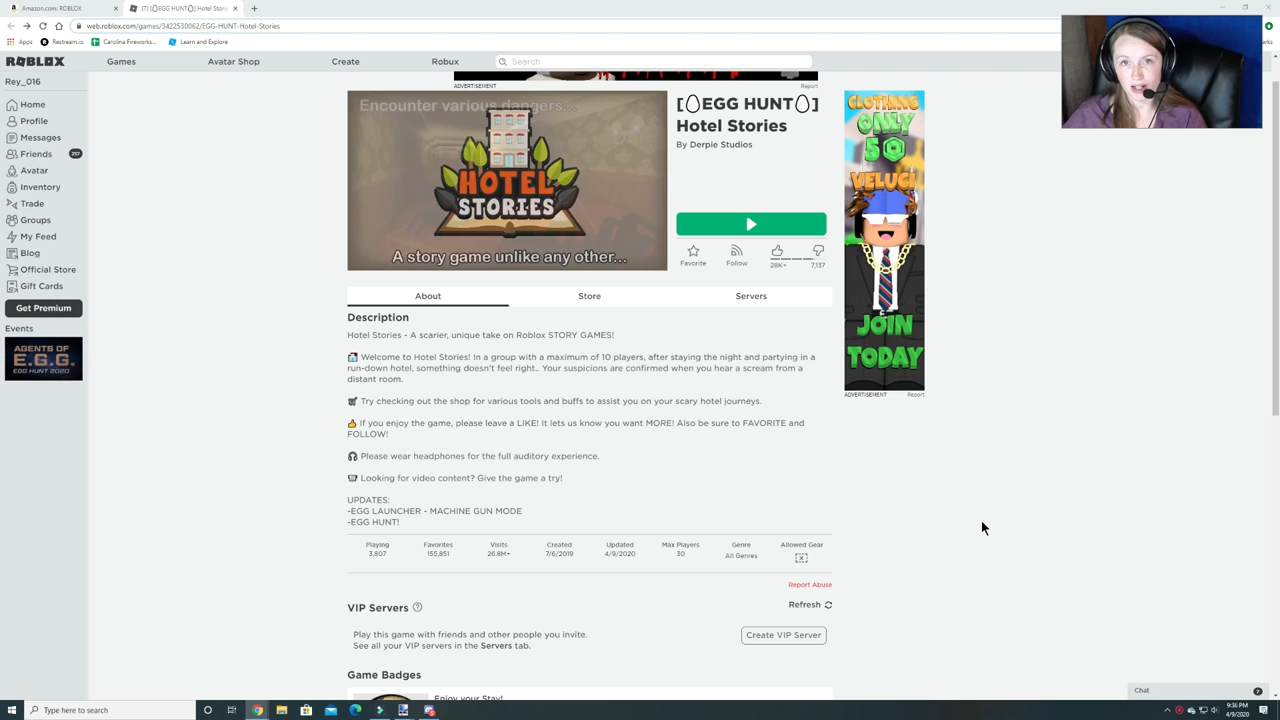 Amazon.com: ROBLOX
(7) [🥚EGG HUNT🥚] Hotel Stori
web.roblox.com/games/3422530062/EGG-HUNT-Hotel-Stories
Apps
Restream.io
Carolina Fireworks...
Learn and Explore
ROBLOX
Games
Avatar Shop
Create
Robux
Search
Rey_016
Home
Profile
Messages
Friends
717
Avatar
Inventory
Trade
Groups
My Feed
Blog
Official Store
Gift Cards
Get Premium
Events
AGENTS OF
E.G.G.
EGG HUNT 2020
ADVERTISEMENT
Report
Encounter various dangers...
HOTEL
STORIES
A story game unlike any other...
[🥚EGG HUNT🥚]
Hotel Stories
By Derpie Studios
Favorite
Follow
28K+
7,137
CLOTHING
ONLY
5
VELUCI
JOIN
TODAY
ADVERTISEMENT
Report
About
Store
Servers
Description
Hotel Stories - A scarier, unique take on Roblox STORY GAMES!
🏨 Welcome to Hotel Stories! In a group with a maximum of 10 players, after staying the night and partying in a
run-down hotel, something doesn't feel right.. Your suspicions are confirmed when you hear a scream from a
distant room.
🛒 Try checking out the shop for various tools and buffs to assist you on your scary hotel journeys.
👍 If you enjoy the game, please leave a LIKE! It lets us know you want MORE! Also be sure to FAVORITE and
FOLLOW!
🎧 Please wear headphones for the full auditory experience.
📽 Looking for video content? Give the game a try!
UPDATES:
-EGG LAUNCHER - MACHINE GUN MODE
-EGG HUNT!
Playing
3,807
Favorites
155,851
Visits
26.8M+
Created
7/6/2019
Updated
4/9/2020
Max Players
30
Genre
All Genres
Allowed Gear
Report Abuse
VIP Servers
Refresh
Play this game with friends and other people you invite.
See all your VIP servers in the Servers tab.
Create VIP Server
Game Badges
Enjoy your Stay!
Chat
7
Type here to search
9:36 PM
4/9/2020